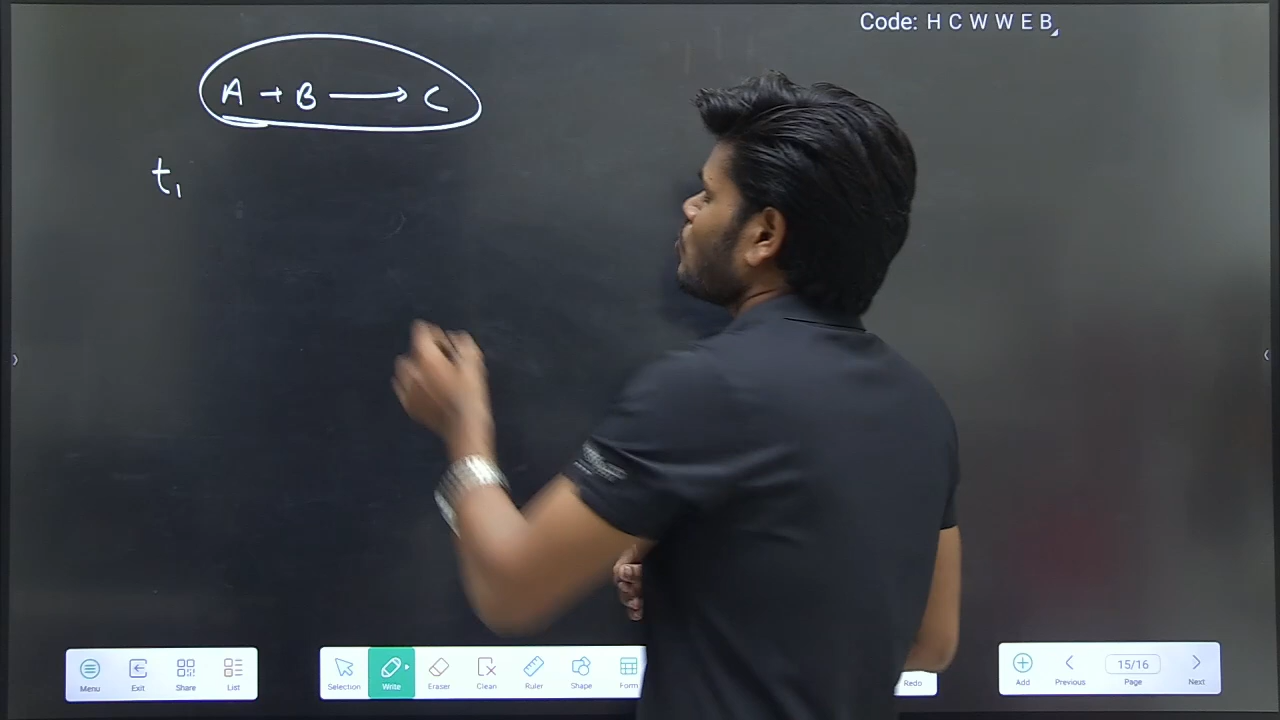 Code: H C W W E B
A + B ⟶ C
t₁
Menu Exit Share List
Selection Write Eraser Clean Ruler Shape Form Redo
Add Previous 15/16 Page Next